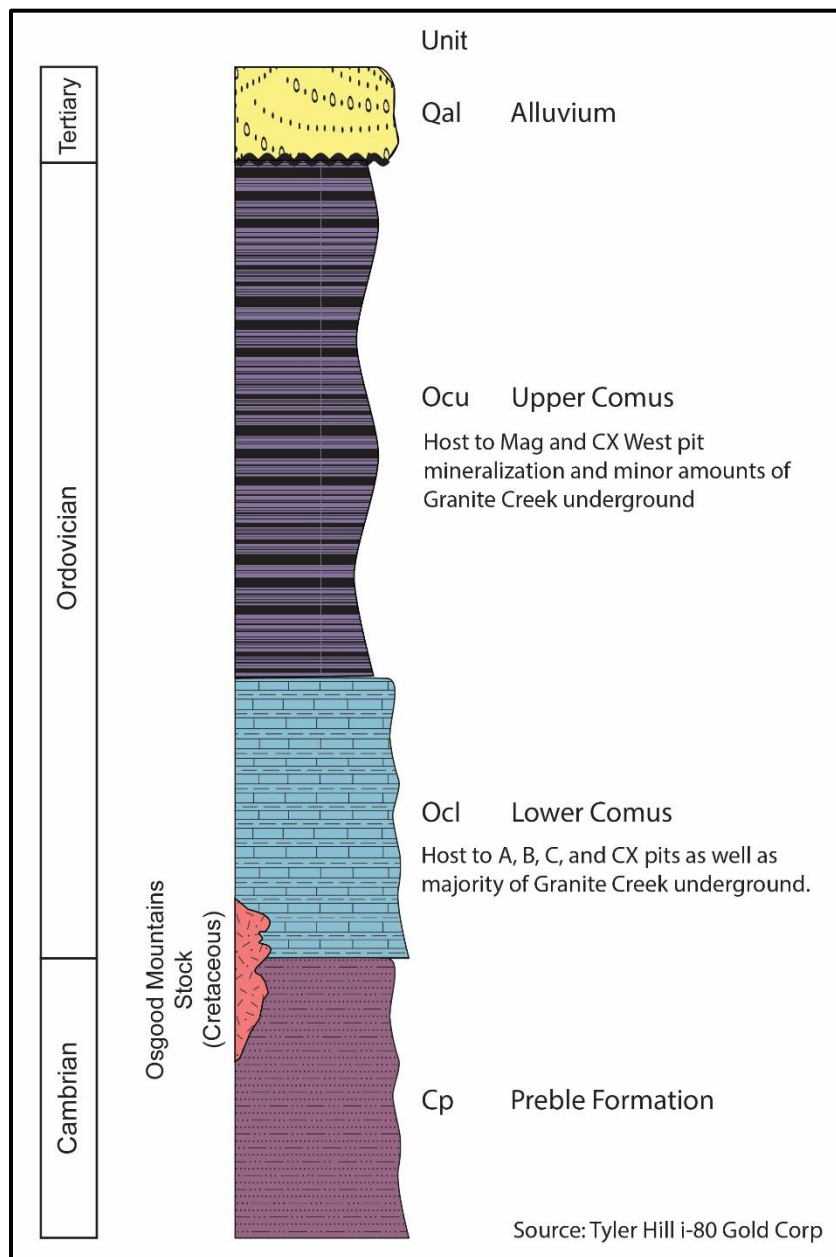 Unit
Tertiary
Qal Alluvium
Ordovician
Ocu Upper Comus
Host to Mag and CX West pit
mineralization and minor amounts of
Granite Creek underground
Ocl Lower Comus
Host to A, B, C, and CX pits as well as
majority of Granite Creek underground.
Osgood Mountains
Stock
(Cretaceous)
Cambrian
Cp Preble Formation
Source: Tyler Hill i-80 Gold Corp